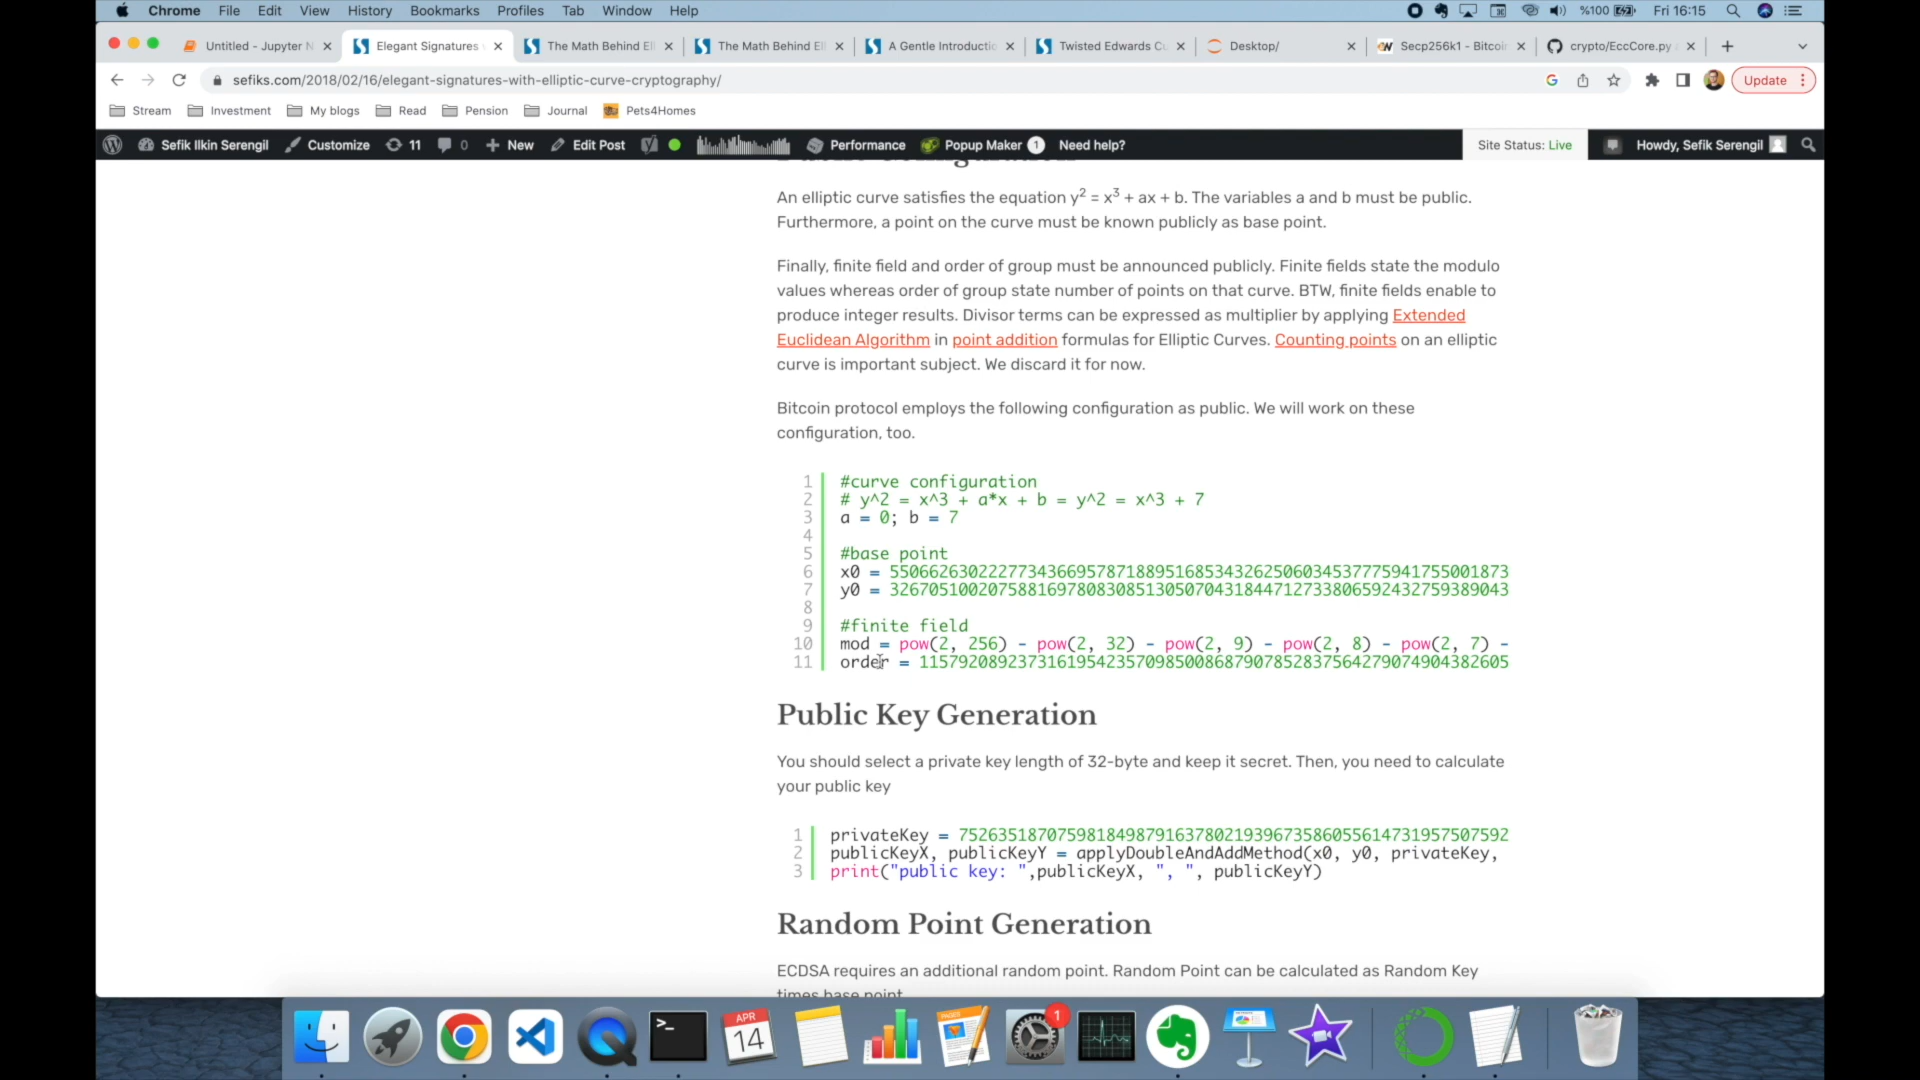 Chrome File Edit View History Bookmarks Profiles Tab Window Help %100 Fri 16:15
Untitled - Jupyter N Elegant Signatures The Math Behind Ell The Math Behind Ell A Gentle Introductio Twisted Edwards Cu Desktop/ Secp256k1 - Bitcoin crypto/EccCore.py
sefiks.com/2018/02/16/elegant-signatures-with-elliptic-curve-cryptography/ Update
Stream Investment My blogs Read Pension Journal Pets4Homes
Sefik Ilkin Serengil Customize 11 0 New Edit Post Performance Popup Maker 1 Need help? Site Status: Live Howdy, Sefik Serengil
An elliptic curve satisfies the equation y2 = x3 + ax + b. The variables a and b must be public.
Furthermore, a point on the curve must be known publicly as base point.
Finally, finite field and order of group must be announced publicly. Finite fields state the modulo
values whereas order of group state number of points on that curve. BTW, finite fields enable to
produce integer results. Divisor terms can be expressed as multiplier by applying Extended
Euclidean Algorithm in point addition formulas for Elliptic Curves. Counting points on an elliptic
curve is important subject. We discard it for now.
Bitcoin protocol employs the following configuration as public. We will work on these
configuration, too.
1 #curve configuration
2 # y^2 = x^3 + a*x + b = y^2 = x^3 + 7
3 a = 0; b = 7
4
5 #base point
6 x0 = 550662630222773436695787188951685343262506034537775941755001873
7 y0 = 326705100207588169780830851305070431844712733806592432759389043
8
9 #finite field
10 mod = pow(2, 256) - pow(2, 32) - pow(2, 9) - pow(2, 8) - pow(2, 7) -
11 order = 115792089237316195423570985008687907852837564279074904382605
Public Key Generation
You should select a private key length of 32-byte and keep it secret. Then, you need to calculate
your public key
1 privateKey = 75263518707598184987916378021939673586055614731957507592
2 publicKeyX, publicKeyY = applyDoubleAndAddMethod(x0, y0, privateKey,
3 print("public key: ",publicKeyX, ", ", publicKeyY)
Random Point Generation
ECDSA requires an additional random point. Random Point can be calculated as Random Key
times base point
APR
14
PAGES
1